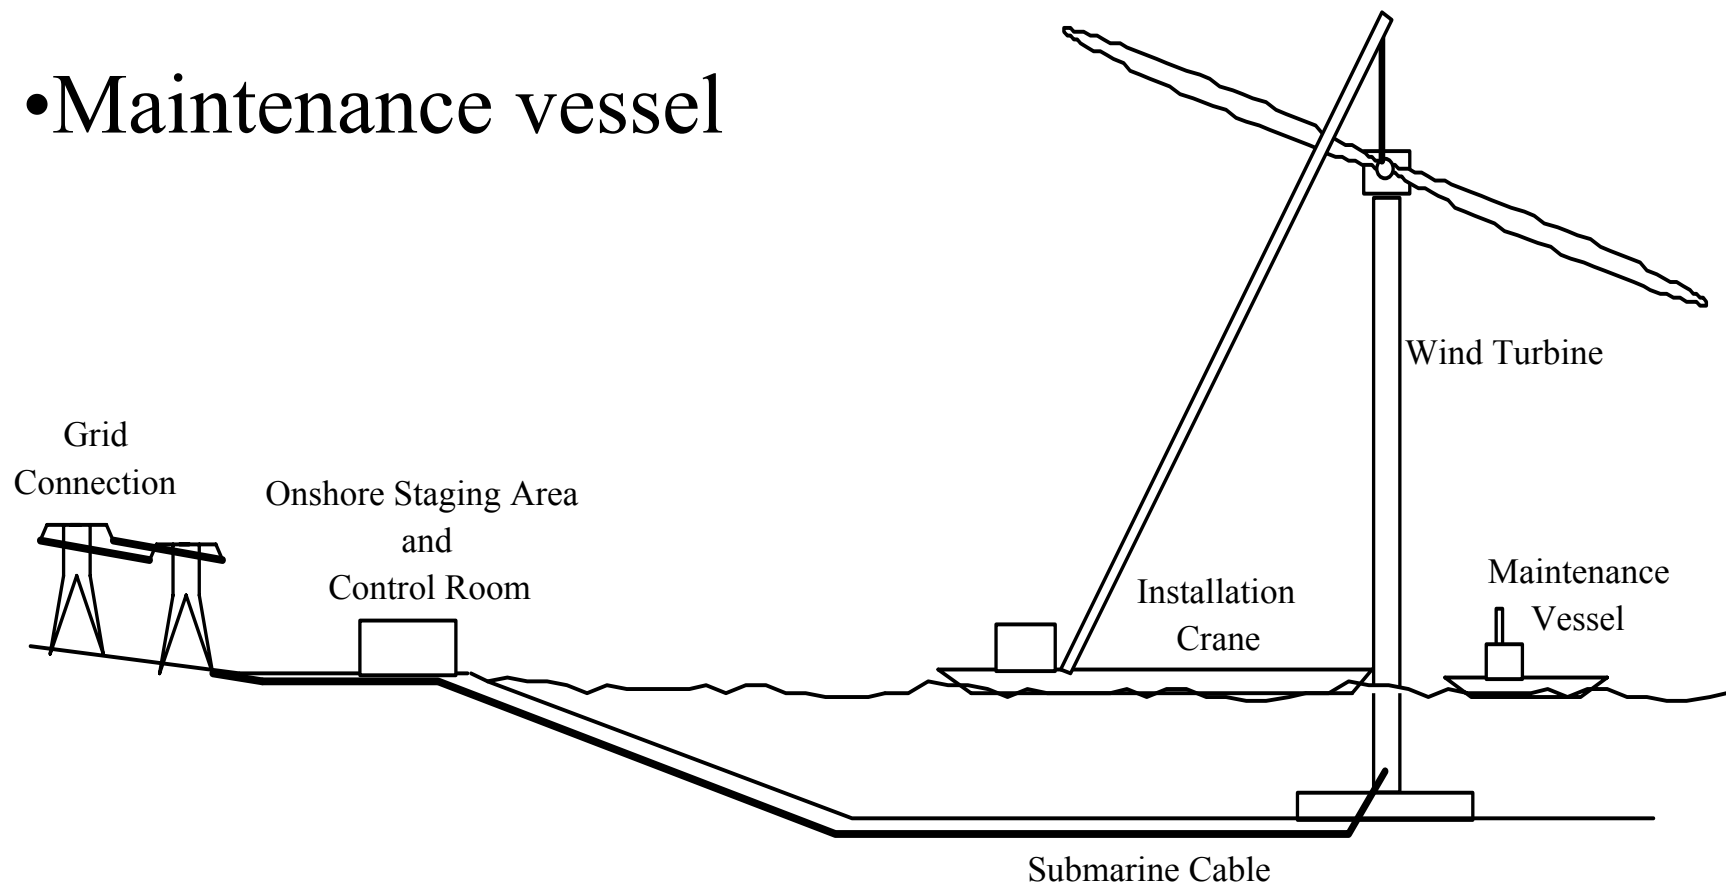 •Maintenance vessel
Wind Turbine
Grid
Connection
Onshore Staging Area
and
Control Room
Installation
Crane
Maintenance
Vessel
Submarine Cable